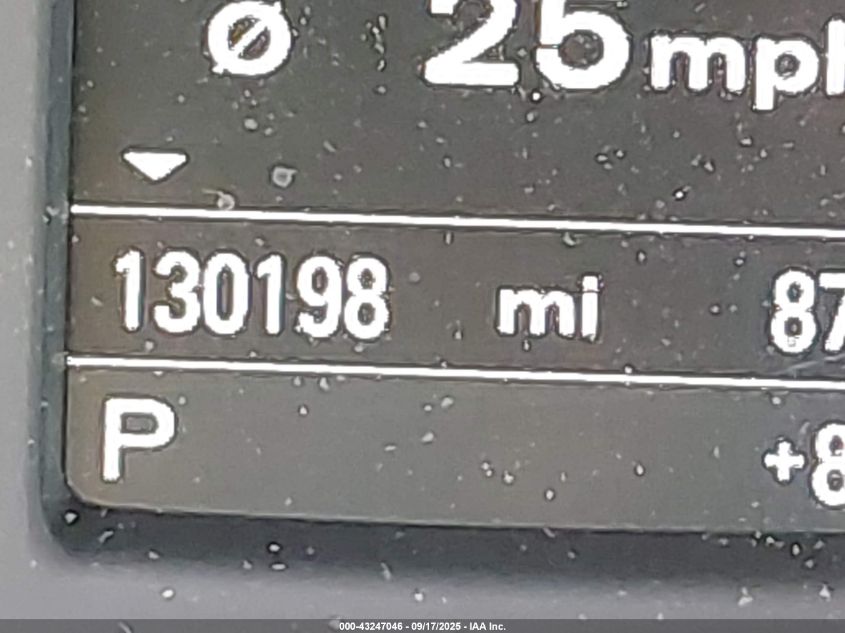 Ø 25 mph
130198 mi 87
P +8
000-43247046 - 09/17/2025 - IAA Inc.